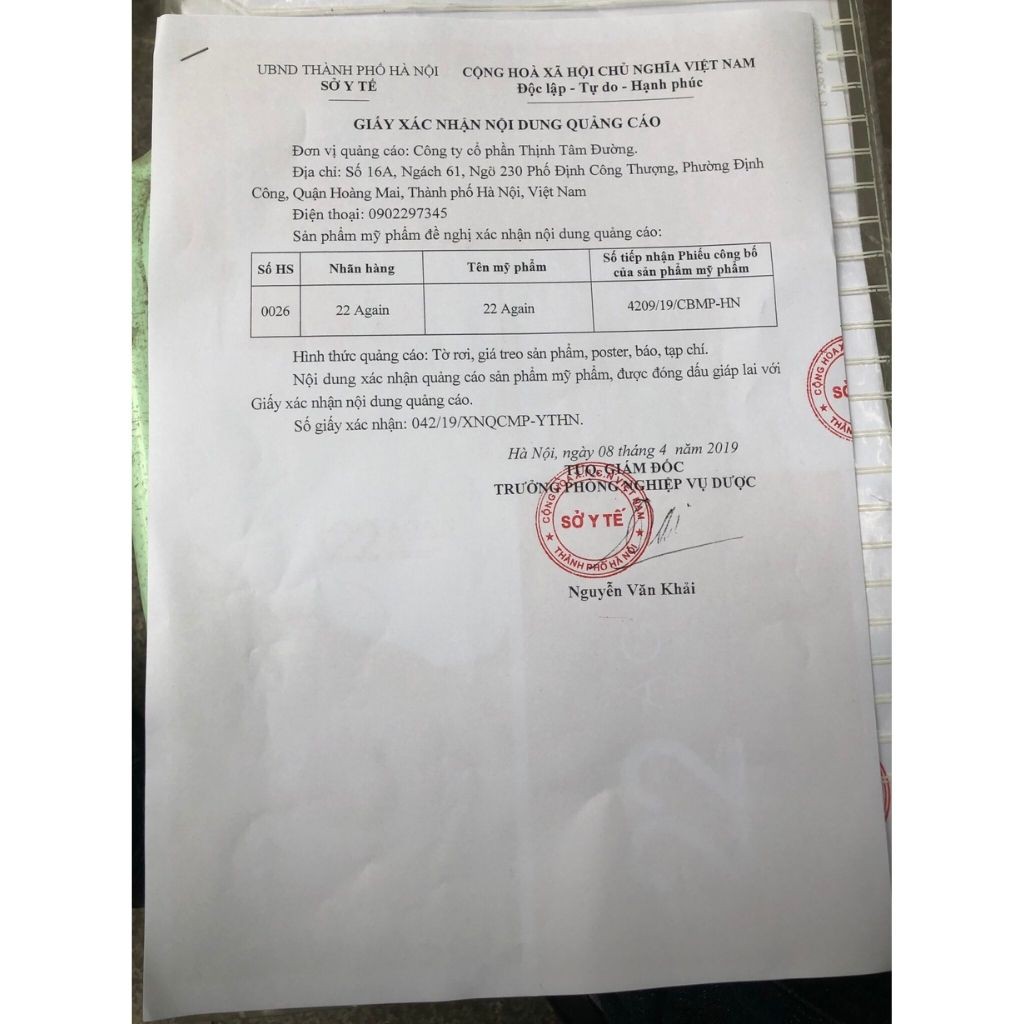 UBND THÀNH PHỐ HÀ NỘI
SỞ Y TẾ
CỘNG HOÀ XÃ HỘI CHỦ NGHĨA VIỆT NAM
Độc lập - Tự do - Hạnh phúc
GIẤY XÁC NHẬN NỘI DUNG QUẢNG CÁO
Đơn vị quảng cáo: Công ty cổ phần Thịnh Tâm Đường.
Địa chỉ: Số 16A, Ngách 61, Ngõ 230 Phố Định Công Thượng, Phường Định
Công, Quận Hoàng Mai, Thành phố Hà Nội, Việt Nam
Điện thoại: 0902297345
Sản phẩm mỹ phẩm đề nghị xác nhận nội dung quảng cáo:
Số HS Nhãn hàng Tên mỹ phẩm Số tiếp nhận Phiếu công bố
của sản phẩm mỹ phẩm
0026 22 Again 22 Again 4209/19/CBMP-HN
Hình thức quảng cáo: Tờ rơi, giá treo sản phẩm, poster, báo, tạp chí.
Nội dung xác nhận quảng cáo sản phẩm mỹ phẩm, được đóng dấu giáp lai với
Giấy xác nhận nội dung quảng cáo.
Số giấy xác nhận: 042/19/XNQCMP-YTHN.
Hà Nội, ngày 08 tháng 4 năm 2019
TUQ. GIÁM ĐỐC
TRƯỞNG PHÒNG NGHIỆP VỤ DƯỢC
CỘNG HÒA X.H.C.N VIỆT NAM
SỞ Y TẾ
THÀNH PHỐ HÀ NỘI
Nguyễn Văn Khải
CỘNG HÒA X
SỞ
THÀNH